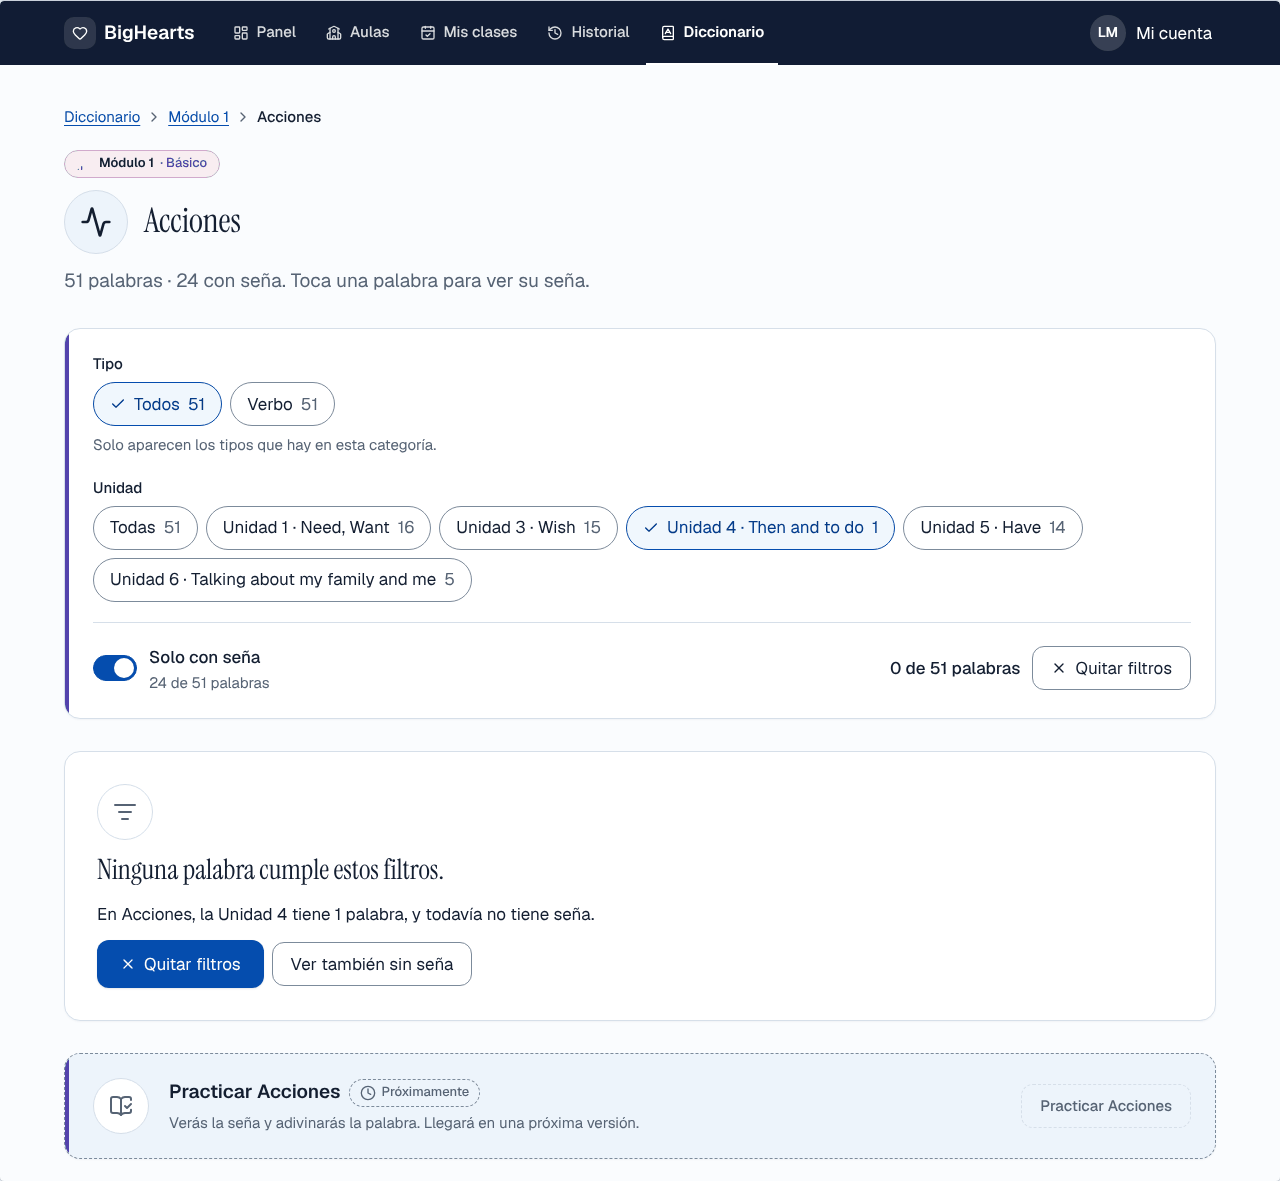 BigHearts
Panel
Aulas
Mis clases
Historial
Diccionario
LM
Mi cuenta
Diccionario > Módulo 1 > Acciones
Módulo 1 · Básico
Acciones
51 palabras · 24 con seña. Toca una palabra para ver su seña.
Tipo
Todos 51
Verbo 51
Solo aparecen los tipos que hay en esta categoría.
Unidad
Todas 51
Unidad 1 · Need, Want 16
Unidad 3 · Wish 15
Unidad 4 · Then and to do 1
Unidad 5 · Have 14
Unidad 6 · Talking about my family and me 5
Solo con seña
24 de 51 palabras
0 de 51 palabras
Quitar filtros
Ninguna palabra cumple estos filtros.
En Acciones, la Unidad 4 tiene 1 palabra, y todavía no tiene seña.
Quitar filtros
Ver también sin seña
Practicar Acciones
Próximamente
Verás la seña y adivinarás la palabra. Llegará en una próxima versión.
Practicar Acciones